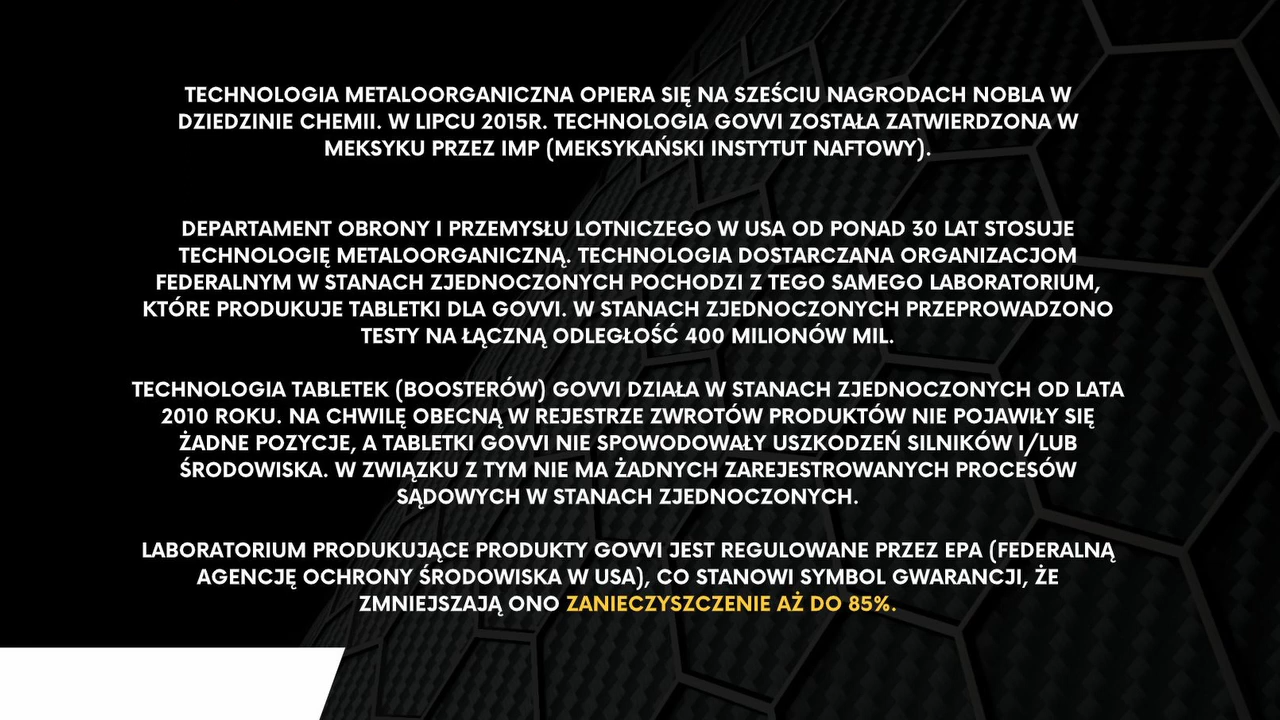 TECHNOLOGIA METALOORGANICZNA OPIERA SIĘ NA SZEŚCIU NAGRODACH NOBLA W
DZIEDZINIE CHEMII. W LIPCU 2015R. TECHNOLOGIA GOVVI ZOSTAŁA ZATWIERDZONA W
MEKSYKU PRZEZ IMP (MEKSYKAŃSKI INSTYTUT NAFTOWY).
DEPARTAMENT OBRONY I PRZEMYSŁU LOTNICZEGO W USA OD PONAD 30 LAT STOSUJE
TECHNOLOGIĘ METALOORGANICZNĄ. TECHNOLOGIA DOSTARCZANA ORGANIZACJOM
FEDERALNYM W STANACH ZJEDNOCZONYCH POCHODZI Z TEGO SAMEGO LABORATORIUM,
KTÓRE PRODUKUJE TABLETKI DLA GOVVI. W STANACH ZJEDNOCZONYCH PRZEPROWADZONO
TESTY NA ŁĄCZNĄ ODLEGŁOŚĆ 400 MILIONÓW MIL.
TECHNOLOGIA TABLETEK (BOOSTERÓW) GOVVI DZIAŁA W STANACH ZJEDNOCZONYCH OD LATA
2010 ROKU. NA CHWILĘ OBECNĄ W REJESTRZE ZWROTÓW PRODUKTÓW NIE POJAWIŁY SIĘ
ŻADNE POZYCJE, A TABLETKI GOVVI NIE SPOWODOWAŁY USZKODZEŃ SILNIKÓW I/LUB
ŚRODOWISKA. W ZWIĄZKU Z TYM NIE MA ŻADNYCH ZAREJESTROWANYCH PROCESÓW
SĄDOWYCH W STANACH ZJEDNOCZONYCH.
LABORATORIUM PRODUKUJĄCE PRODUKTY GOVVI JEST REGULOWANE PRZEZ EPA (FEDERALNĄ
AGENCJĘ OCHRONY ŚRODOWISKA W USA), CO STANOWI SYMBOL GWARANCJI, ŻE
ZMNIEJSZAJĄ ONO ZANIECZYSZCZENIE AŻ DO 85%.